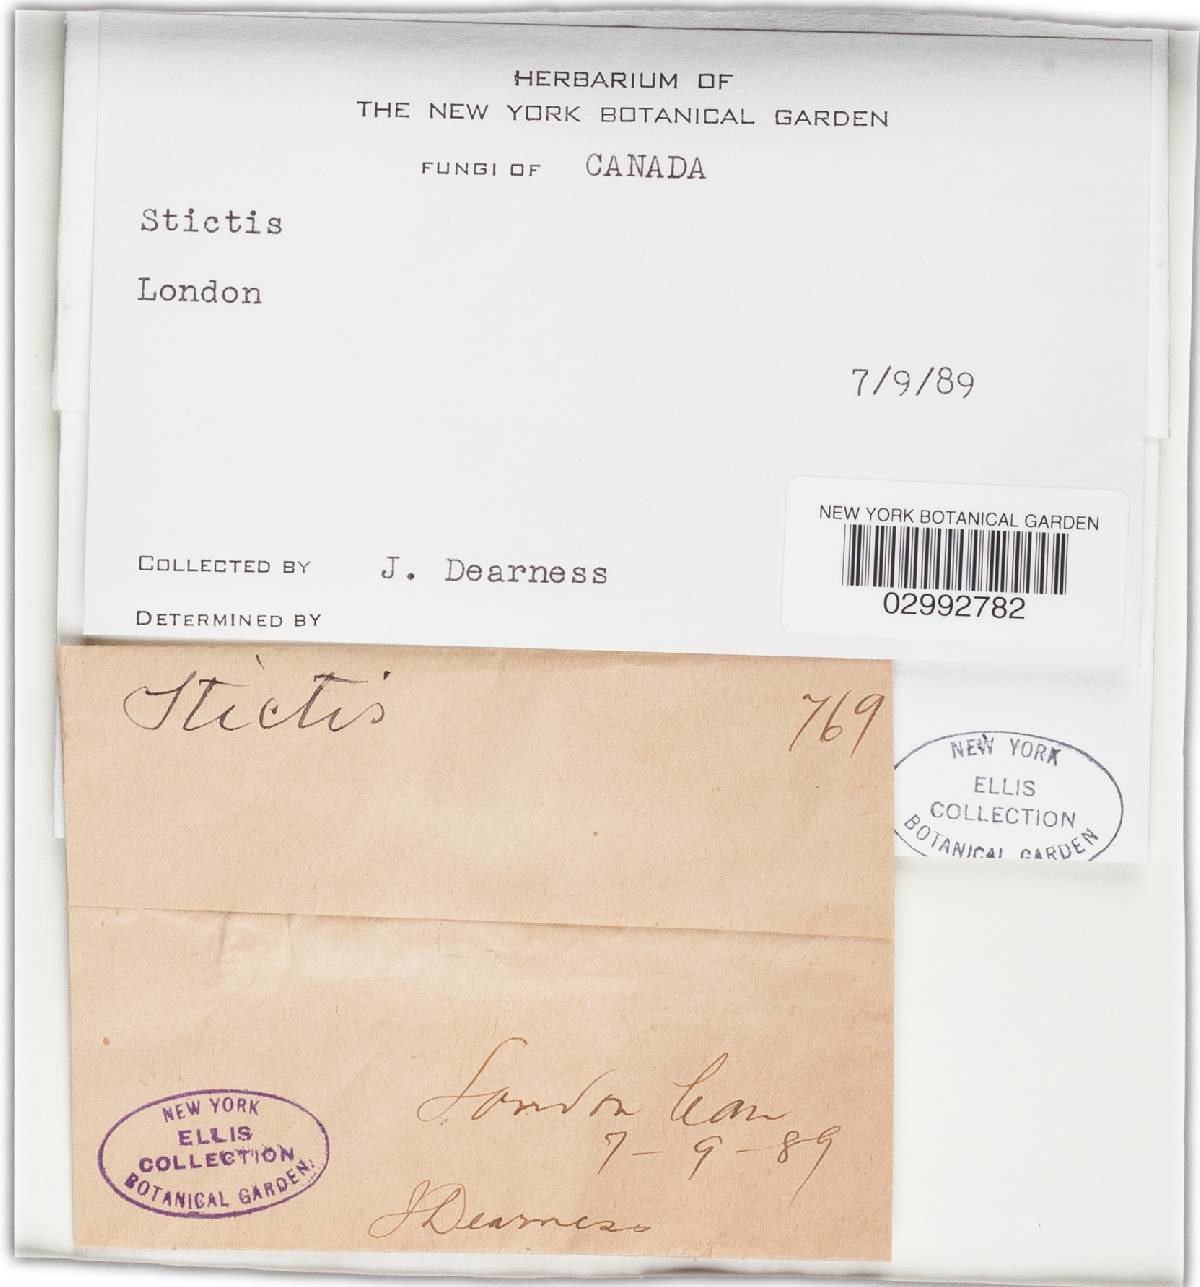 HERBARIUM OF
THE NEW YORK BOTANICAL GARDEN
FUNGI OF CANADA
Stictis
London
7/9/89
NEW YORK BOTANICAL GARDEN
02992782
COLLECTED BY J. Dearness
DETERMINED BY
Stictis 769
NEW YORK
ELLIS
COLLECTION
BOTANICAL GARDEN
London Can
7-9-89
J Dearness
NEW YORK
ELLIS
COLLECTION
BOTANICAL GARDEN.